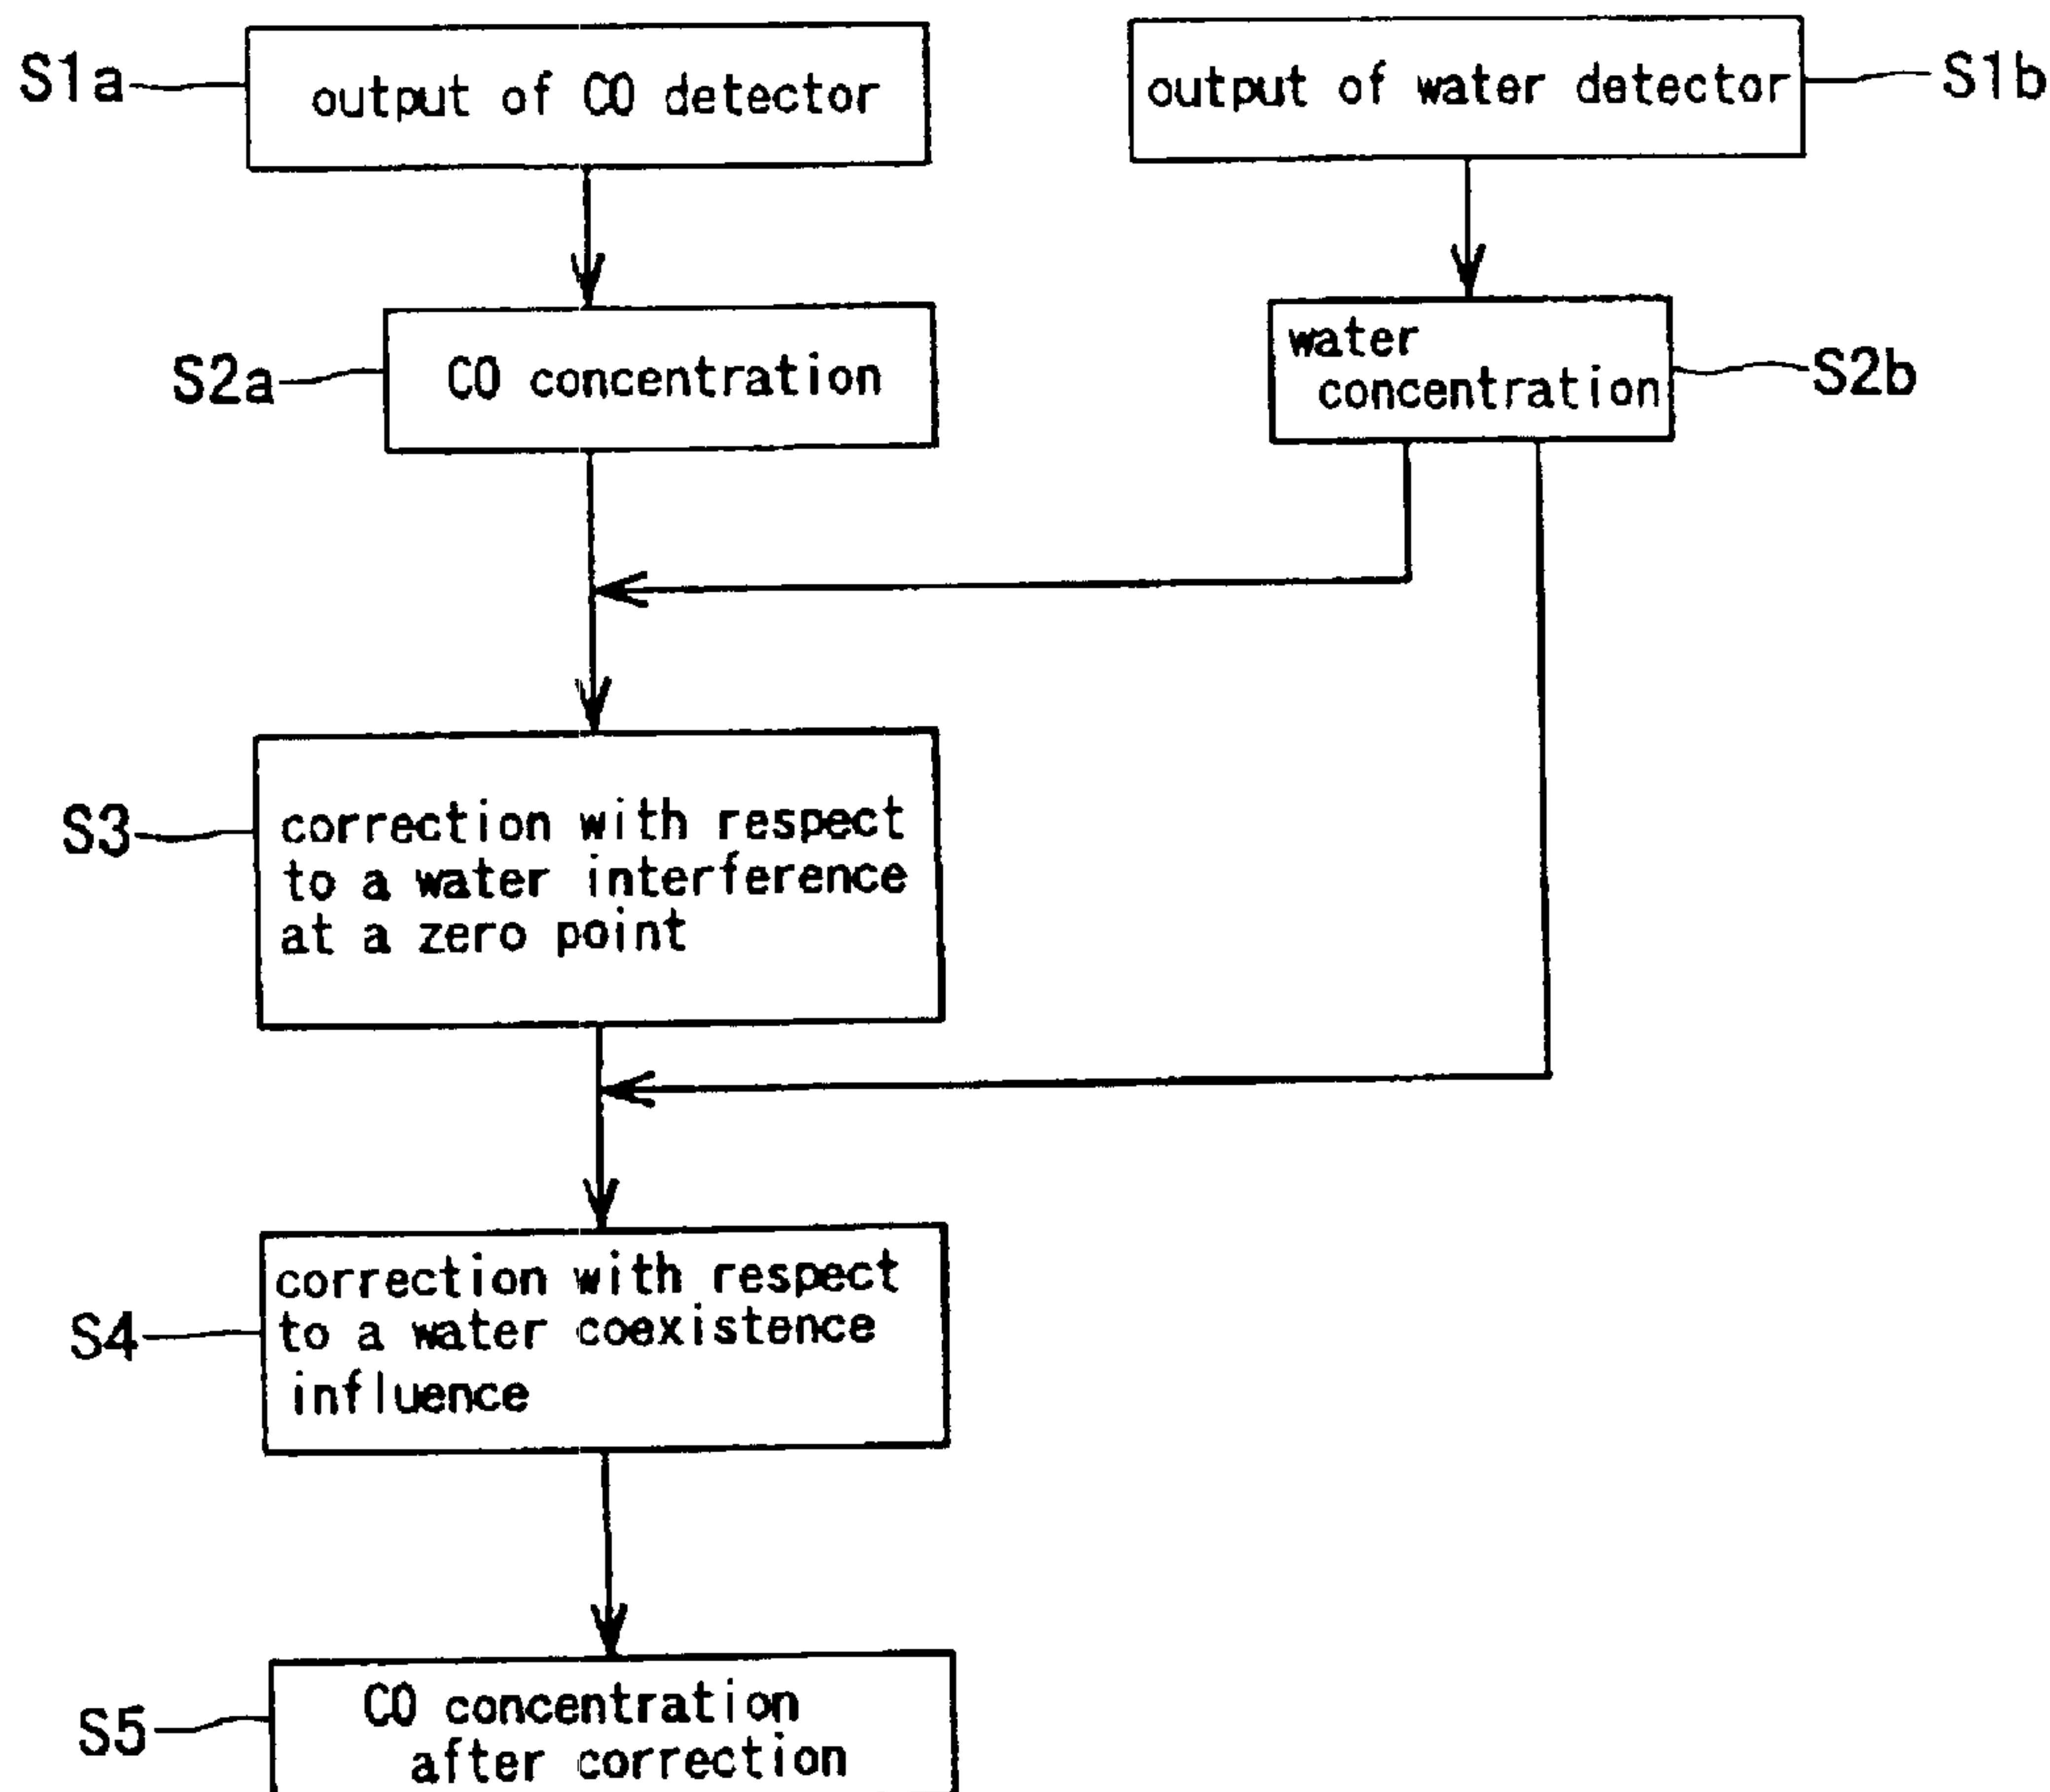 S1a
output of CO detector
output of water detector
S1b
S2a
CO concentration
water
concentration
S2b
S3
correction with respect
to a water interference
at a zero point
S4
correction with respect
to a water coexistence
influence
S5
CO concentration
after correction